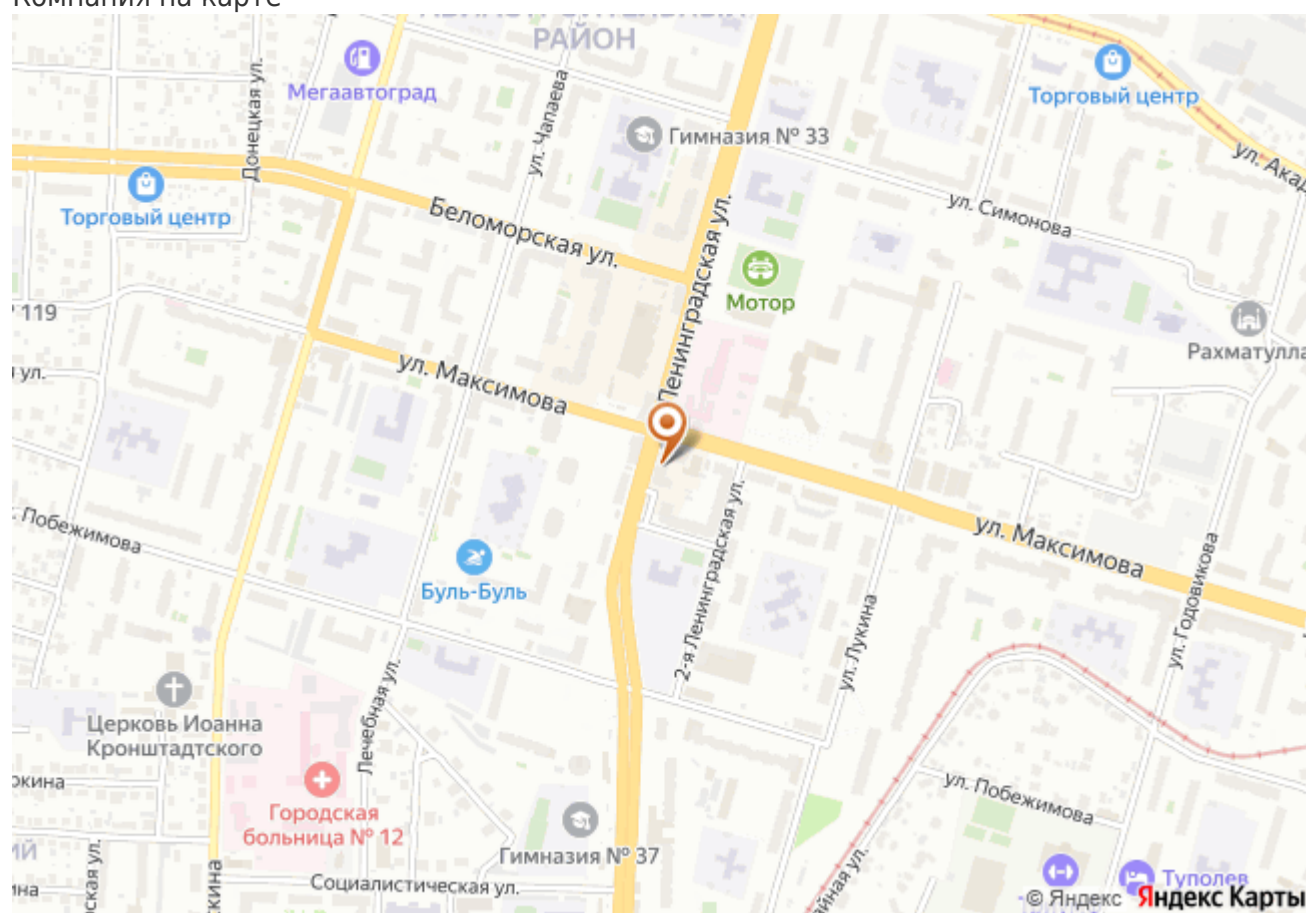 РАЙОН
Мегаавтоград
Донецкая ул.
ул. Чапаева
Гимназия № 33
Торговый центр
Торговый центр
Беломорская ул.
Ленинградская ул.
ул. Симонова
Мотор
119
ул. Максимова
Рахматулла
ул.
Побежимова
Буль-Буль
2-я Ленинградская ул.
ул. Лукина
ул. Максимова
ул. Годовикова
Церковь Иоанна
Кронштадтского
Лечебная ул.
Городская
больница № 12
Гимназия № 37
Социалистическая ул.
ул. Побежимова
Туполев
© Яндекс Яндекс Карты